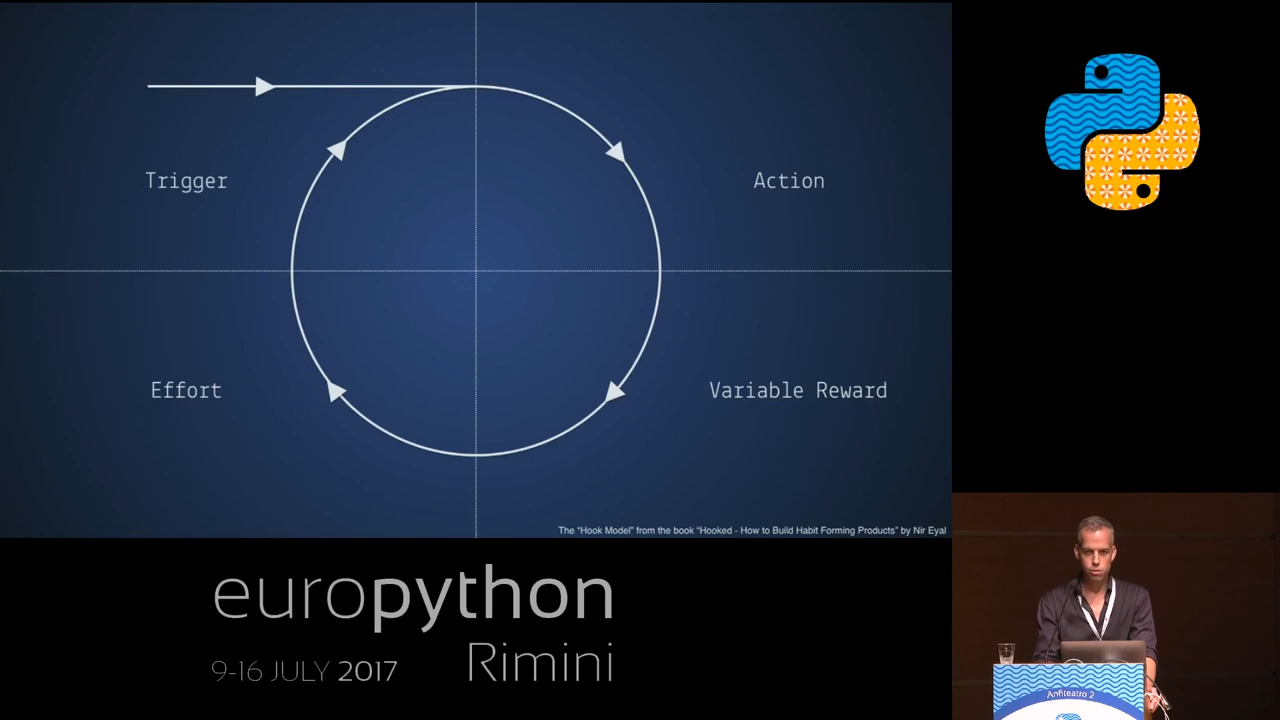 Trigger
Action
Effort
Variable Reward
The "Hook Model" from the book "Hooked - How to Build Habit Forming Products" by Nir Eyal
europython
9-16 JULY 2017
Rimini
Anfiteatro 2